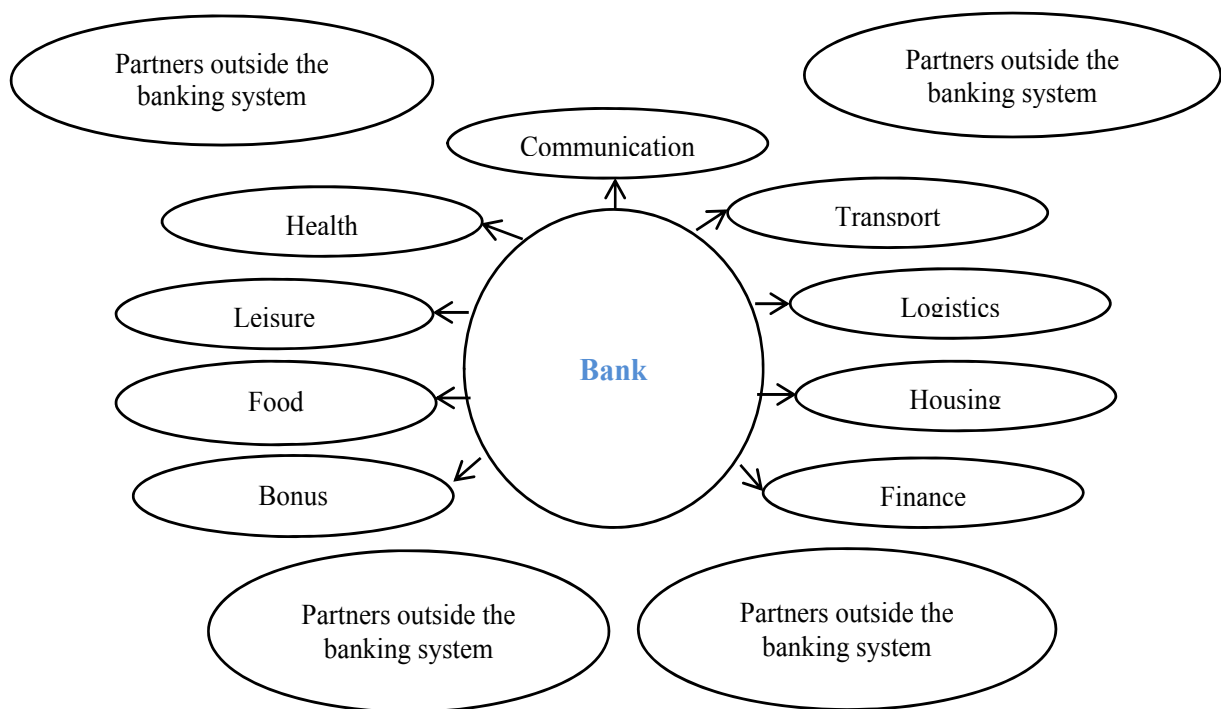 Partners outside the
banking system
Partners outside the
banking system
Communication
Health
Transport
Leisure
Logistics
Bank
Food
Housing
Bonus
Finance
Partners outside the
banking system
Partners outside the
banking system